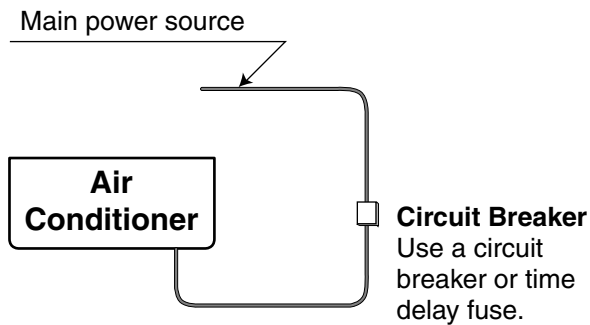 Main power source
Air
Conditioner
Circuit Breaker
Use a circuit
breaker or time
delay fuse.